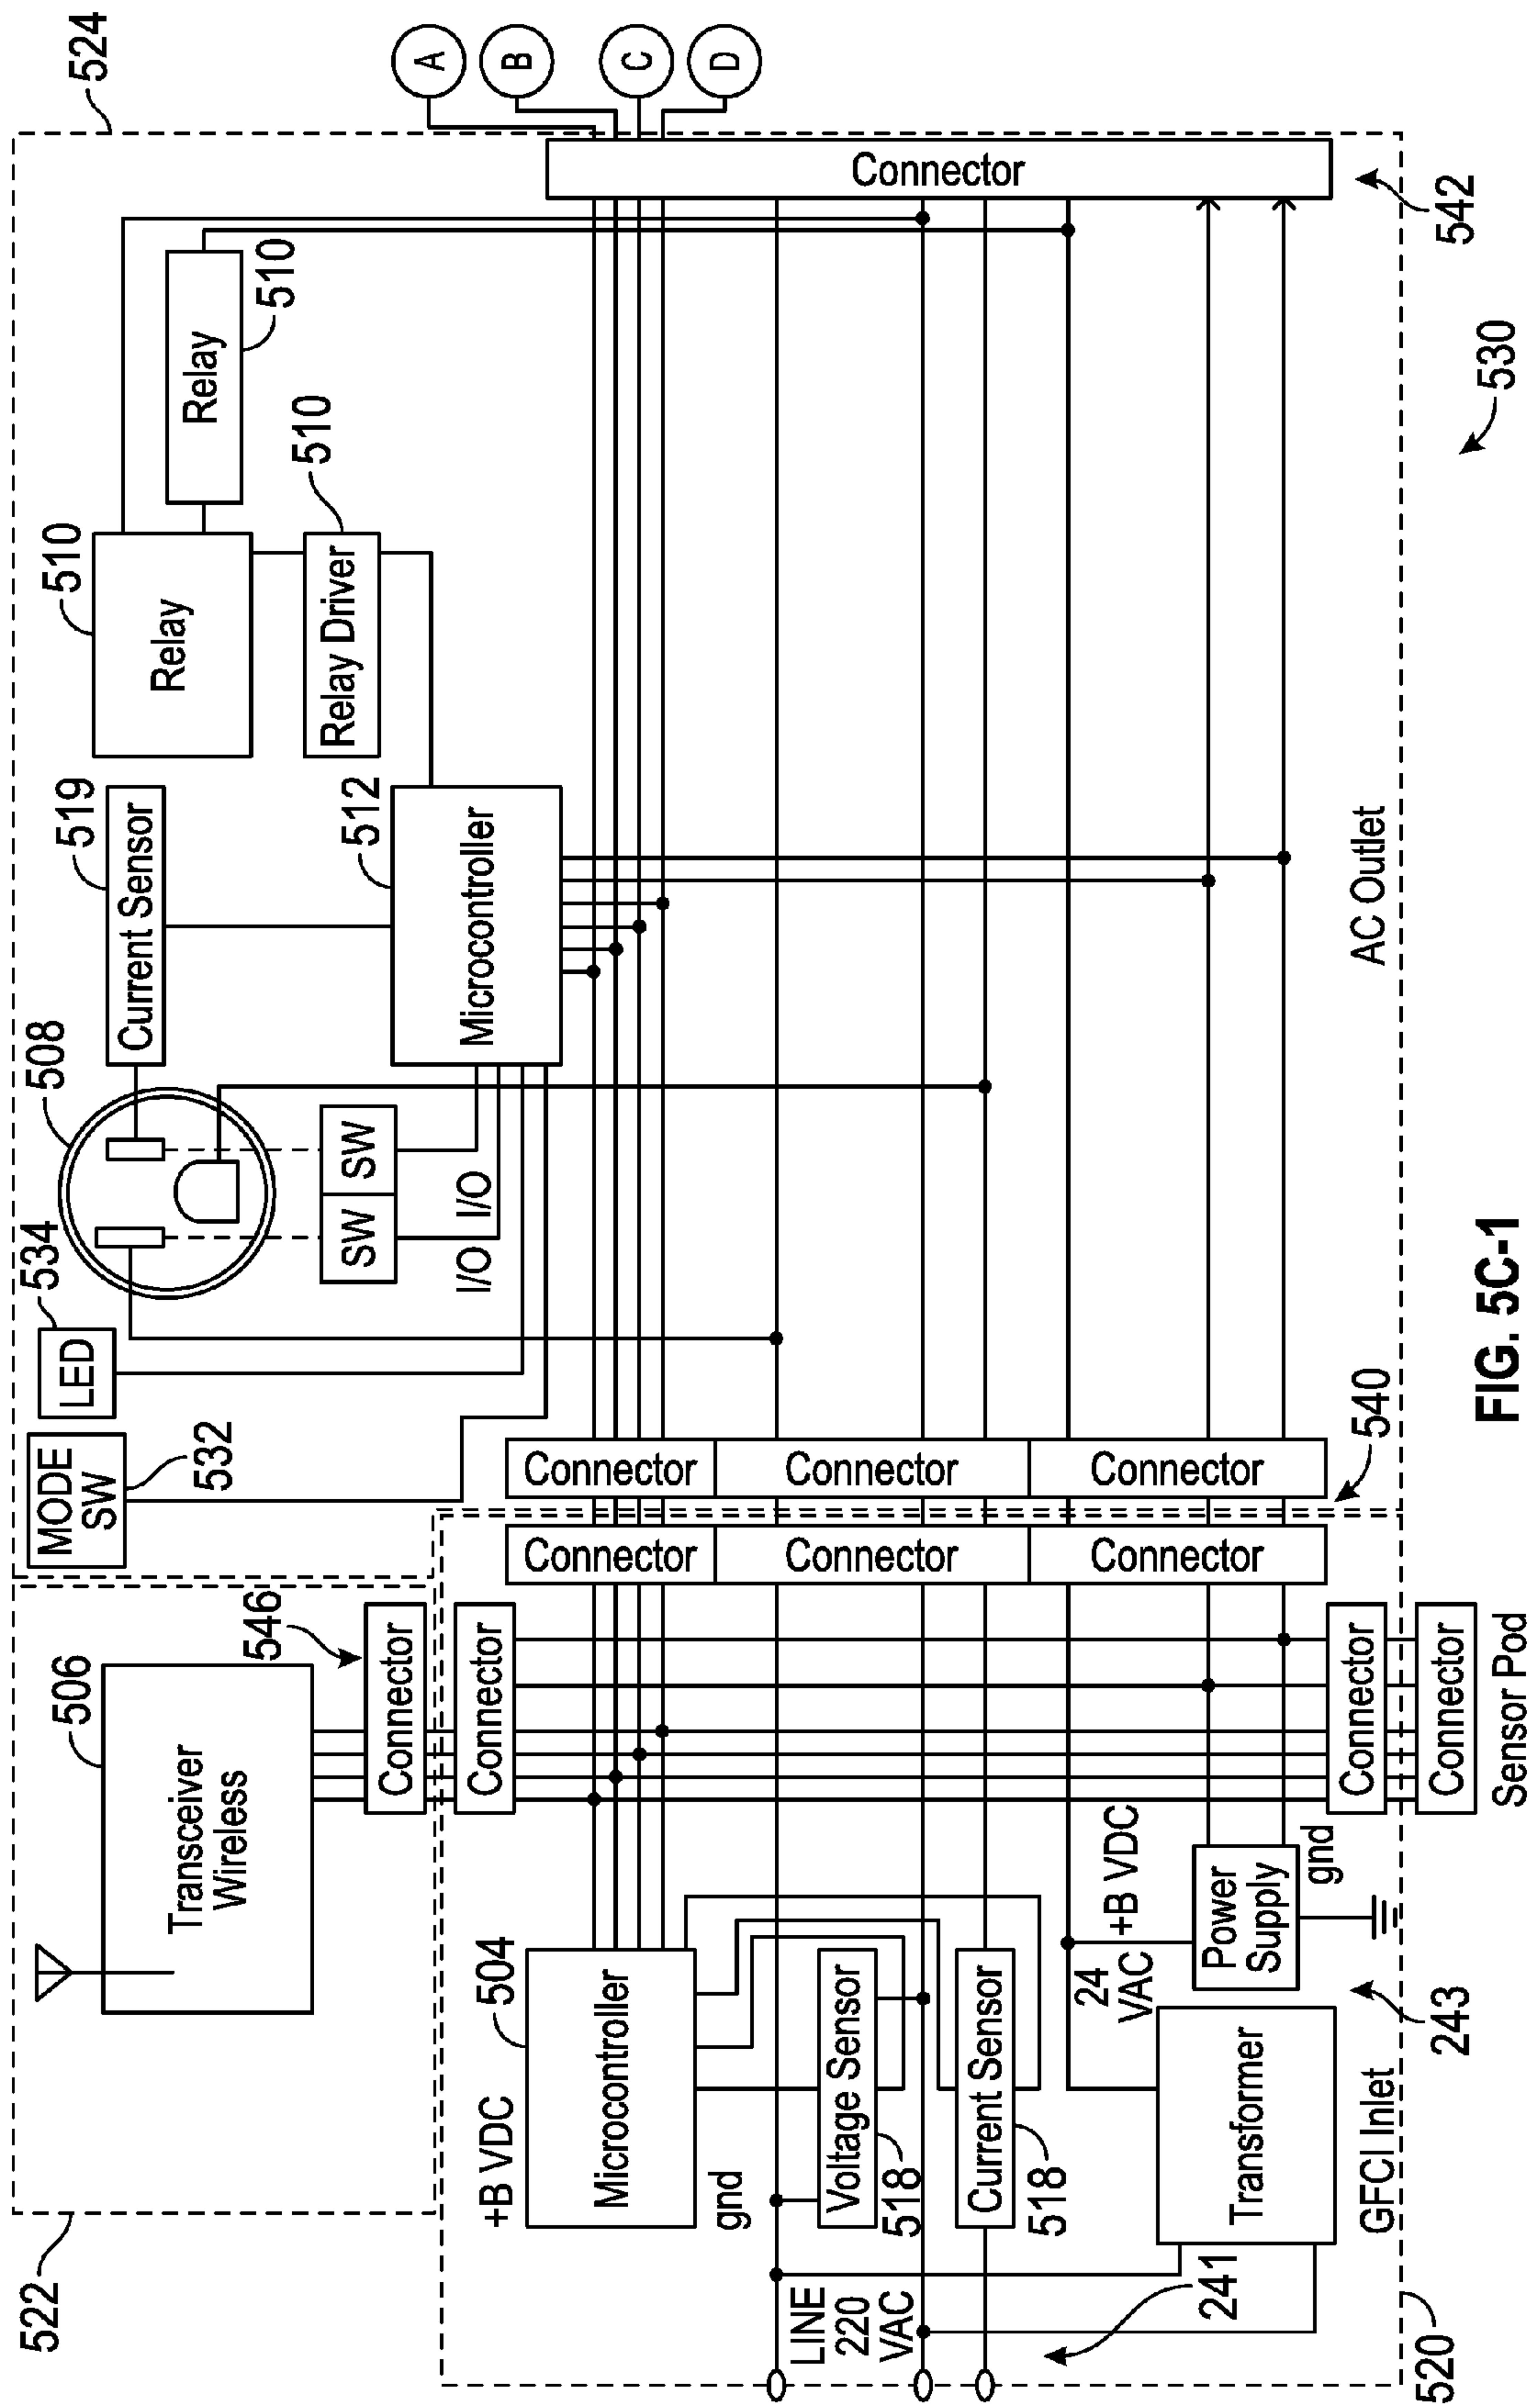 522
524
506
Transceiver
Wireless
546
Connector
Connector
MODE
SW
532
LED
534
508
SW
SW
I/O
I/O
Current Sensor
519
Microcontroller
512
Relay
510
Relay Driver
510
Relay
510
A
B
C
D
Connector
542
+B VDC
Microcontroller
504
gnd
Voltage Sensor
518
Current Sensor
518
LINE
220
VAC
241
Transformer
24
VAC
+B VDC
Power
Supply
gnd
243
GFCI Inlet
520
Connector
Connector
Connector
Connector
Connector
Connector
540
Connector
Connector
Sensor Pod
AC Outlet
530
FIG. 5C-1